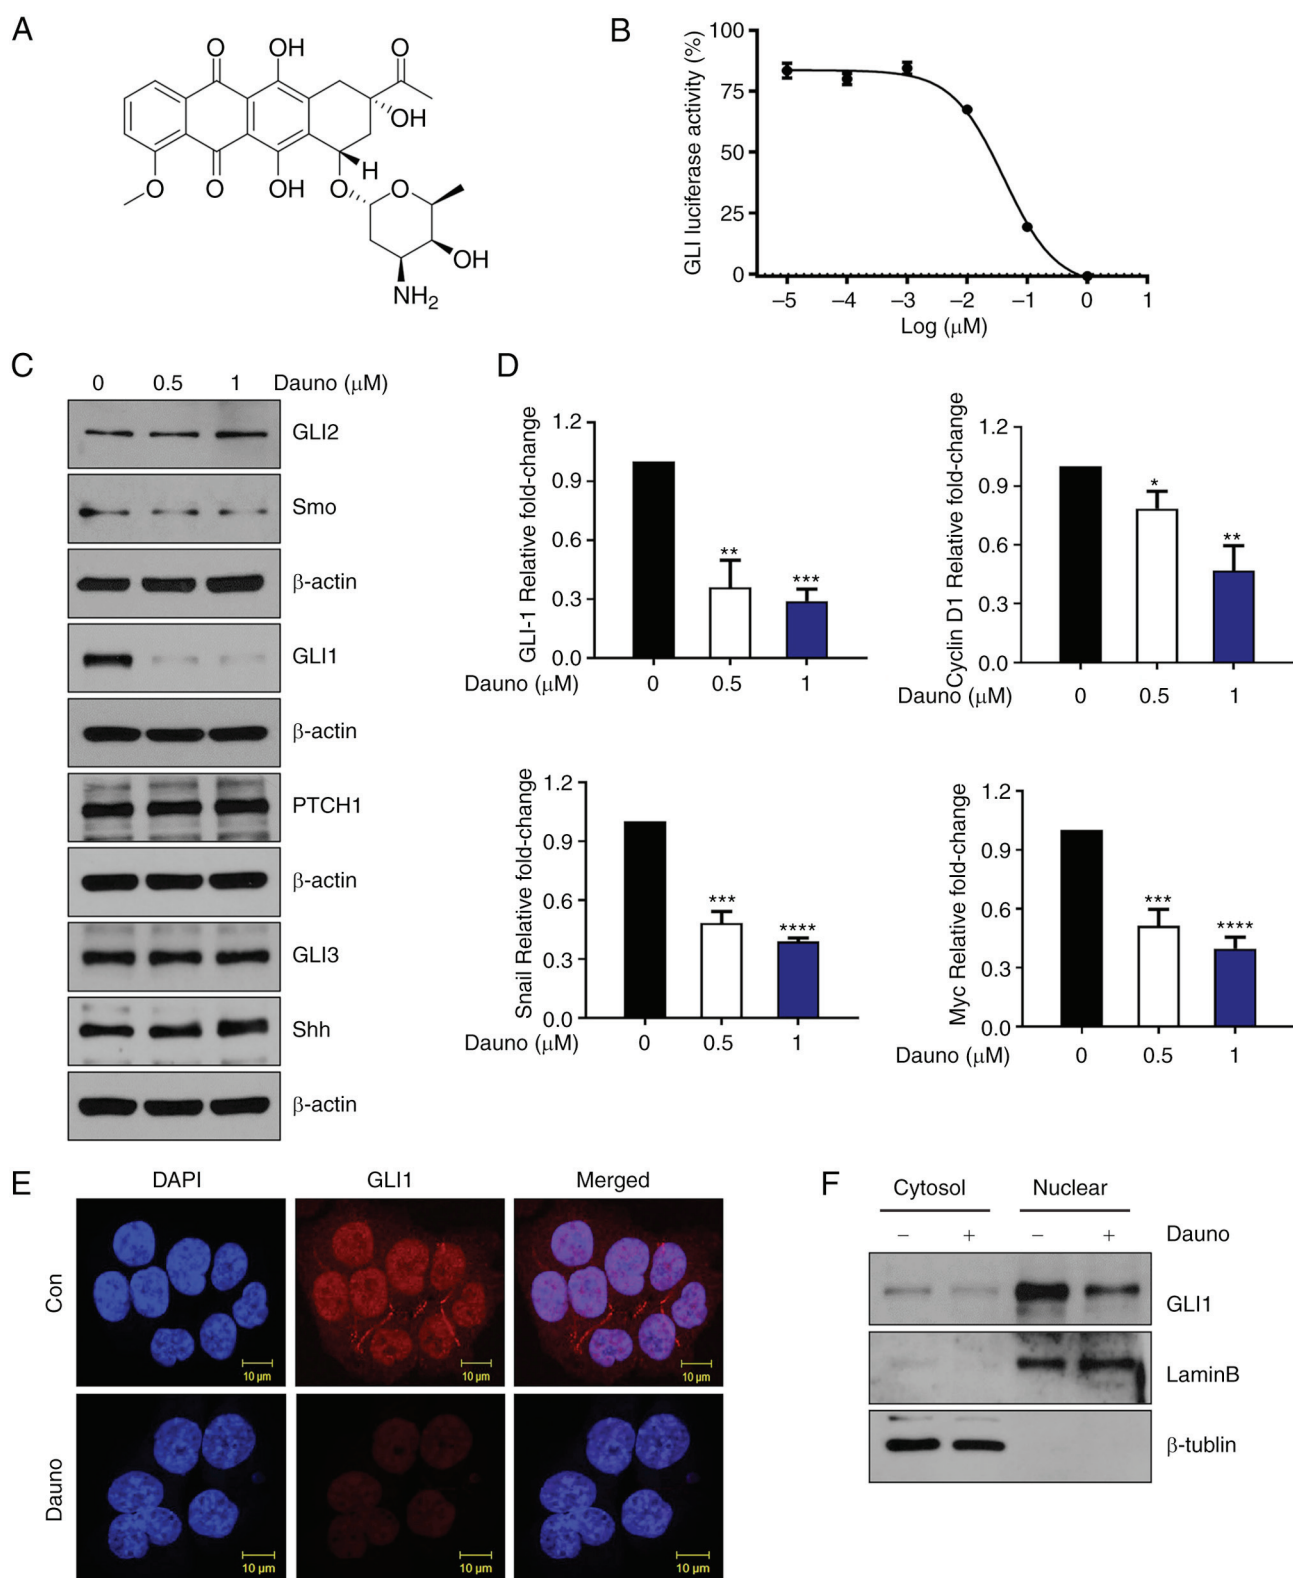 A
O
OH
O
OH
O
O
OH
O
O
H
OH
NH2
B
GLI luciferase activity (%)
100
75
50
25
0
−5 −4 −3 −2 −1 0 1
Log (μM)
C
0 0.5 1 Dauno (μM)
GLI2
Smo
β-actin
GLI1
β-actin
PTCH1
β-actin
GLI3
Shh
β-actin
D
GLI-1 Relative fold-change
1.2
0.9
0.6
0.3
0.0
** ***
Dauno (μM) 0 0.5 1
Cyclin D1 Relative fold-change
1.2
0.9
0.6
0.3
0.0
* **
Dauno (μM) 0 0.5 1
Snail Relative fold-change
1.2
0.9
0.6
0.3
0.0
*** ****
Dauno (μM) 0 0.5 1
Myc Relative fold-change
1.2
0.9
0.6
0.3
0.0
*** ****
Dauno (μM) 0 0.5 1
E
DAPI GLI1 Merged
Con
10 μm 10 μm 10 μm
Dauno
10 μm 10 μm 10 μm
F
Cytosol Nuclear
− + − + Dauno
GLI1
LaminB
β-tublin